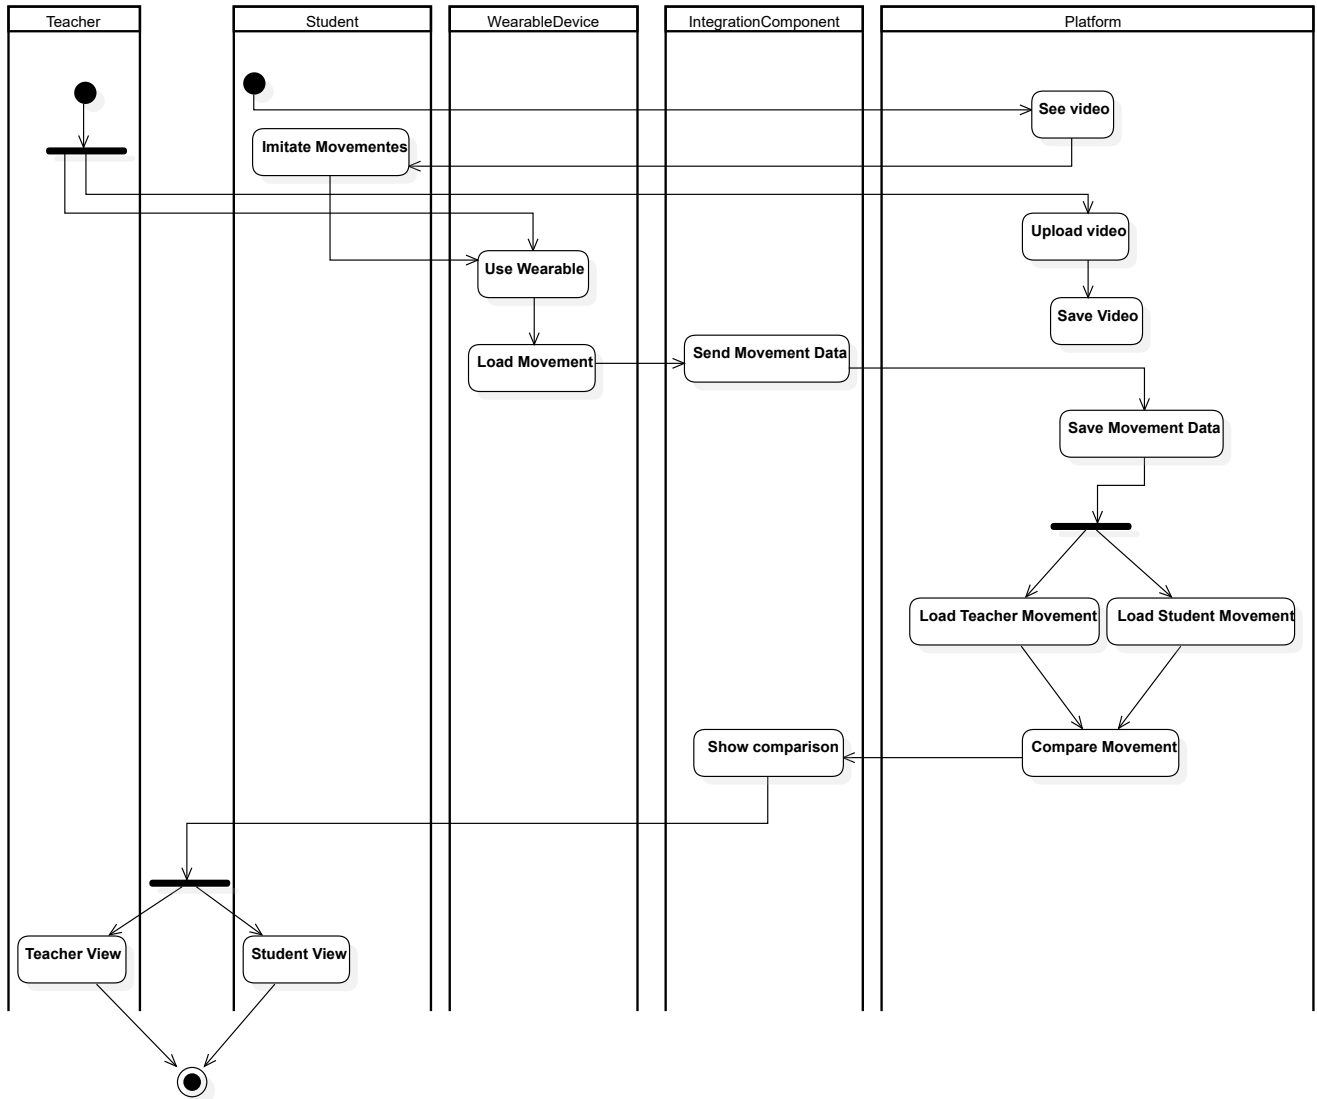 Teacher
Student
WearableDevice
IntegrationComponent
Platform
See video
Imitate Movementes
Upload video
Use Wearable
Save Video
Send Movement Data
Load Movement
Save Movement Data
Load Teacher Movement
Load Student Movement
Show comparison
Compare Movement
Teacher View
Student View